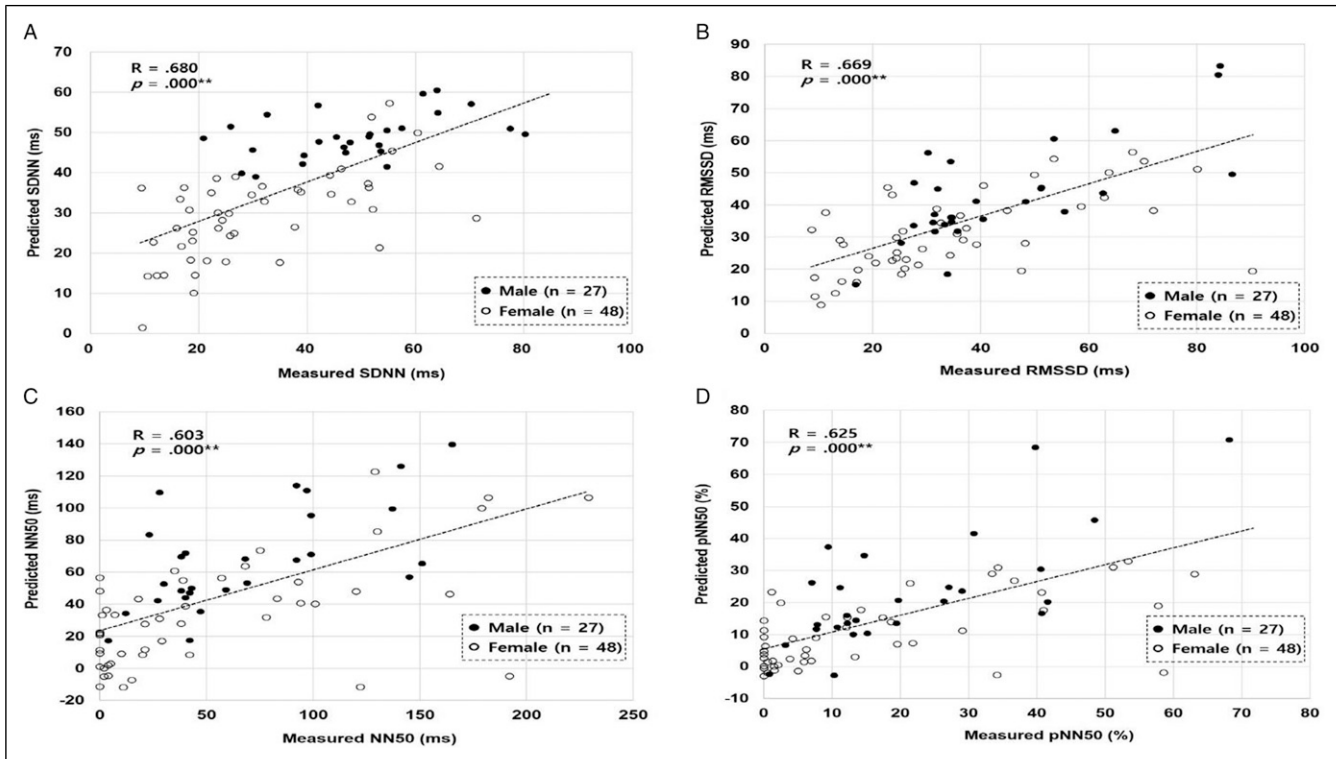 A
R = .680
p = .000**
Predicted SDNN (ms)
70
60
50
40
30
20
10
0
Male (n = 27)
Female (n = 48)
0 20 40 60 80 100
Measured SDNN (ms)
B
R = .669
p = .000**
Predicted RMSSD (ms)
90
80
70
60
50
40
30
20
10
0
Male (n = 27)
Female (n = 48)
0 20 40 60 80 100
Measured RMSSD (ms)
C
R = .603
p = .000**
Predicted NN50 (ms)
160
140
120
100
80
60
40
20
0
-20
Male (n = 27)
Female (n = 48)
0 50 100 150 200 250
Measured NN50 (ms)
D
R = .625
p = .000**
Predicted pNN50 (%)
80
70
60
50
40
30
20
10
0
-10
Male (n = 27)
Female (n = 48)
0 10 20 30 40 50 60 70 80
Measured pNN50 (%)